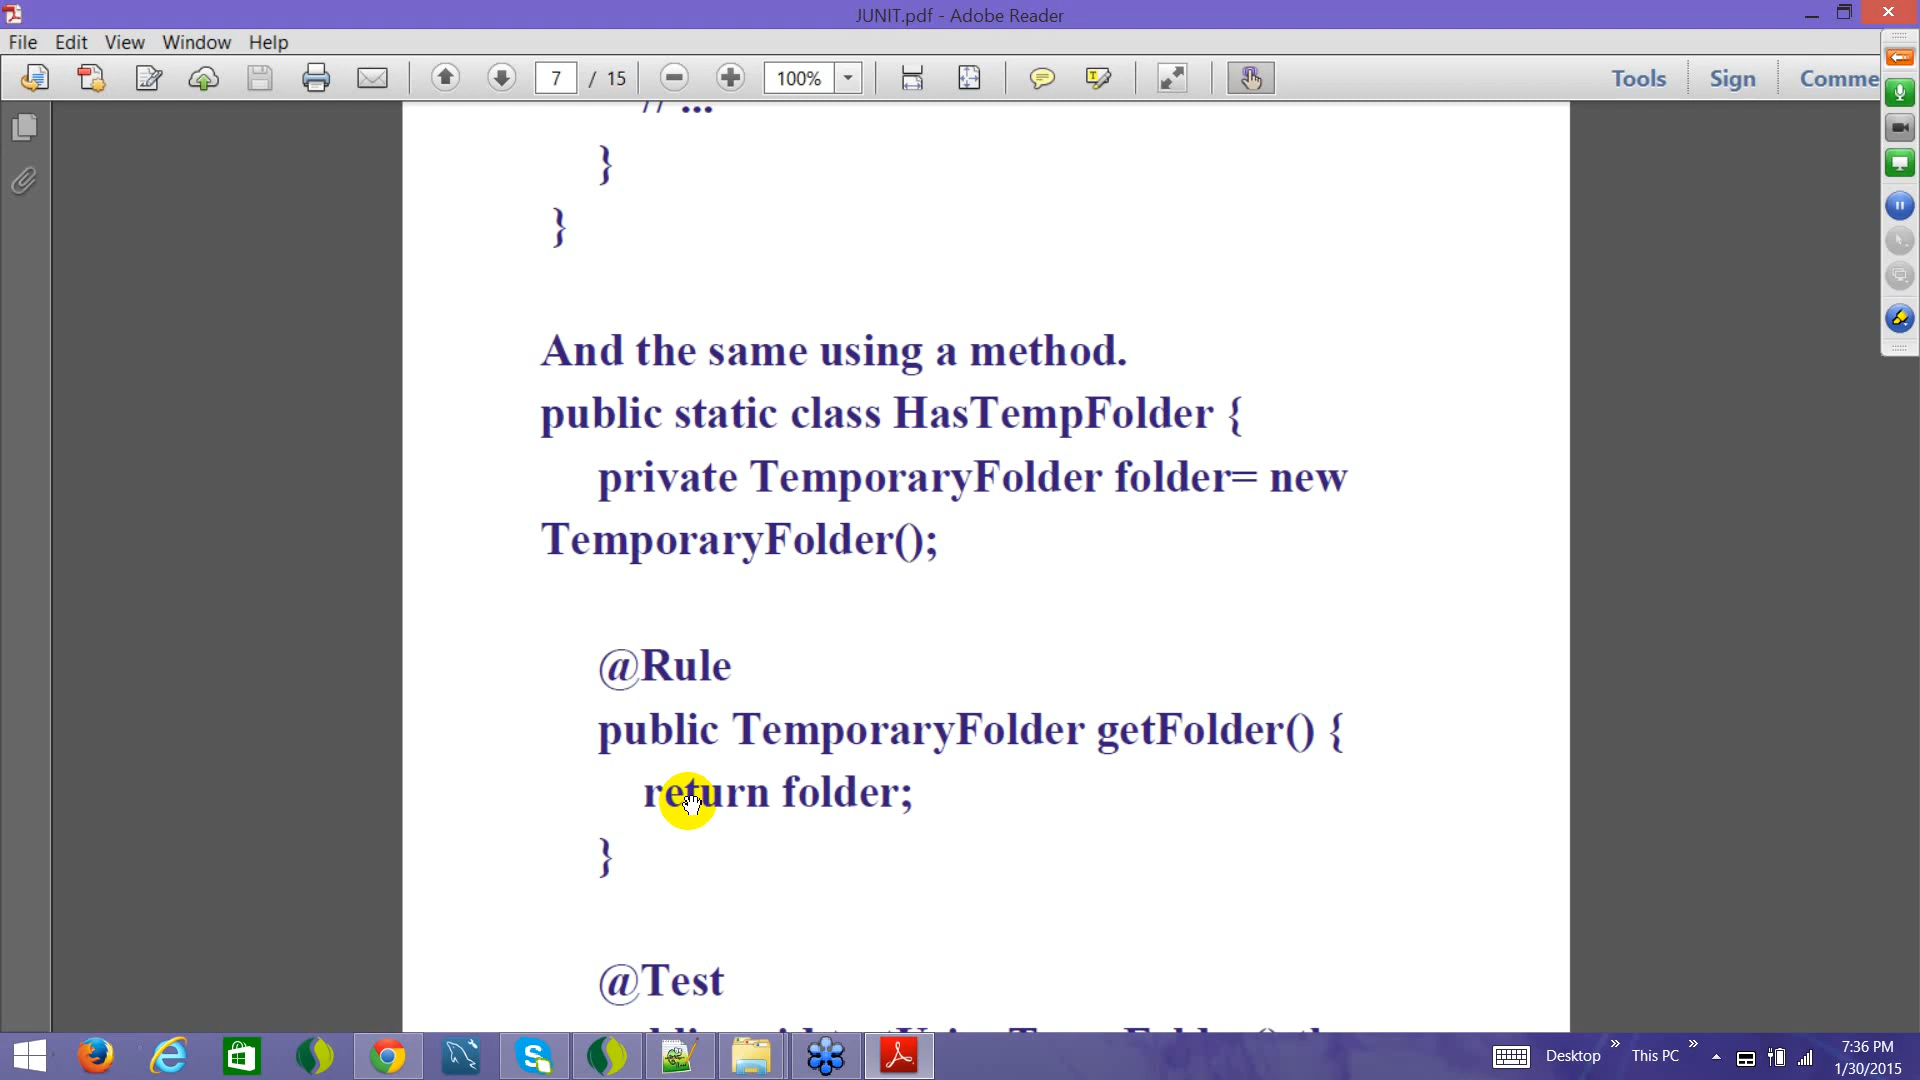 JUNIT.pdf - Adobe Reader
File Edit View Window Help
7 / 15 100% Tools Sign Comme
// ...
}
}
And the same using a method.
public static class HasTempFolder {
private TemporaryFolder folder= new
TemporaryFolder();
@Rule
public TemporaryFolder getFolder() {
return folder;
}
@Test
Desktop » This PC » 7:36 PM
1/30/2015